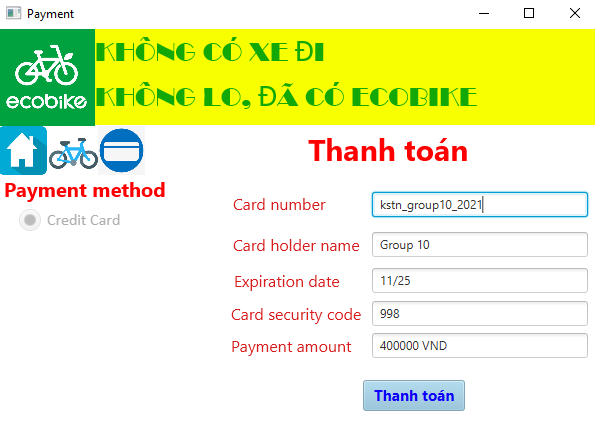 Payment
KHÔNG CÓ XE ĐI
KHÔNG LO, ĐÃ CÓ ECOBIKE
ecobike
Thanh toán
Payment method
Credit Card
Card number
kstn_group10_2021
Card holder name
Group 10
Expiration date
11/25
Card security code
998
Payment amount
400000 VND
Thanh toán